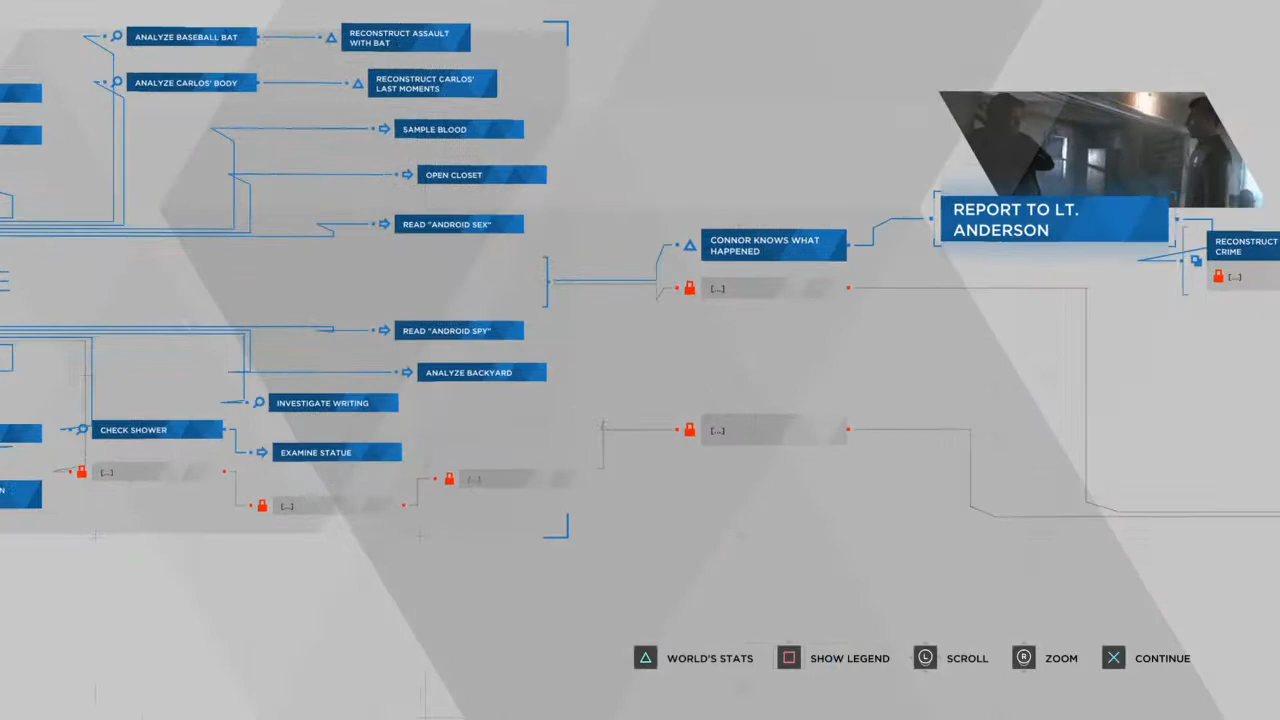 ANALYZE BASEBALL BAT
RECONSTRUCT ASSAULT
WITH BAT
ANALYZE CARLOS' BODY
RECONSTRUCT CARLOS'
LAST MOMENTS
SAMPLE BLOOD
OPEN CLOSET
READ "ANDROID SEX"
CONNOR KNOWS WHAT
HAPPENED
[...]
REPORT TO LT.
ANDERSON
RECONSTRUCT
CRIME
[...]
READ "ANDROID SPY"
ANALYZE BACKYARD
INVESTIGATE WRITING
CHECK SHOWER
EXAMINE STATUE
[...]
[...]
[...]
[...]
N
WORLD'S STATS
SHOW LEGEND
L
SCROLL
R
ZOOM
CONTINUE